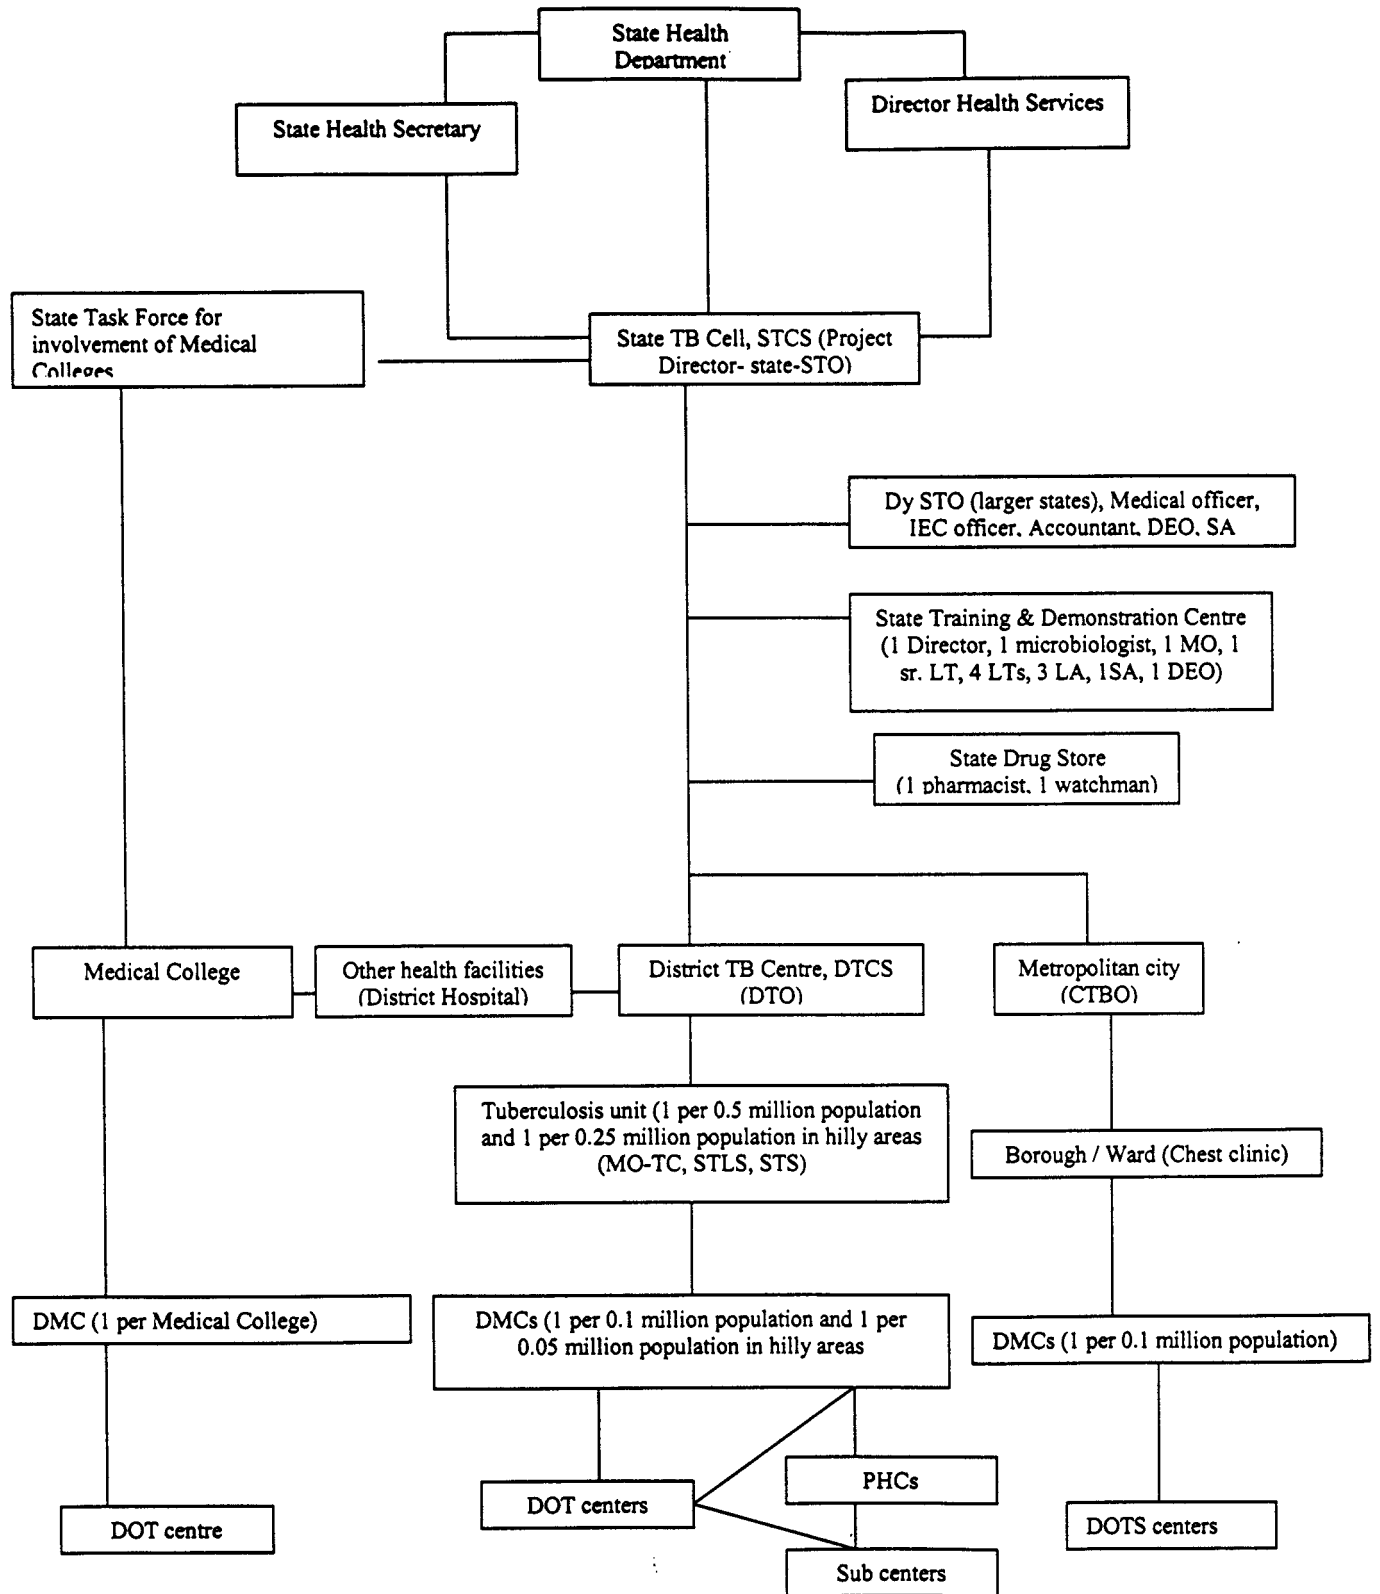 State Health
Department
State Health Secretary
Director Health Services
State Task Force for
involvement of Medical
Colleges
State TB Cell, STCS (Project
Director- state-STO)
Dy STO (larger states), Medical officer,
IEC officer, Accountant, DEO, SA
State Training & Demonstration Centre
(1 Director, 1 microbiologist, 1 MO, 1
sr. LT, 4 LTs, 3 LA, 1SA, 1 DEO)
State Drug Store
(1 pharmacist, 1 watchman)
Medical College
Other health facilities
(District Hospital)
District TB Centre, DTCS
(DTO)
Metropolitan city
(CTBO)
Tuberculosis unit (1 per 0.5 million population
and 1 per 0.25 million population in hilly areas
(MO-TC, STLS, STS)
Borough / Ward (Chest clinic)
DMC (1 per Medical College)
DMCs (1 per 0.1 million population and 1 per
0.05 million population in hilly areas
DMCs (1 per 0.1 million population)
DOT centre
DOT centers
PHCs
DOTS centers
Sub centers